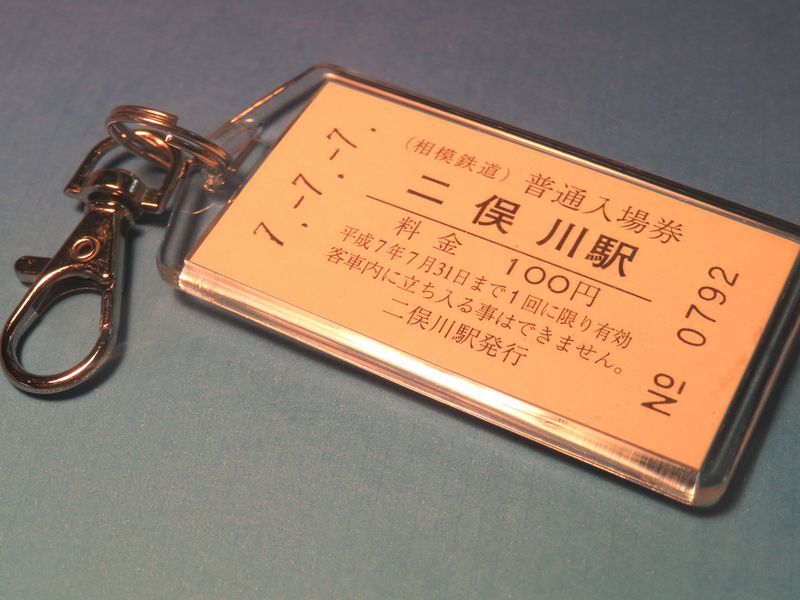 7.-7.-7.
(相模鉄道) 普通入場券
二俣川駅
料金 100円
平成7年7月31日まで1回に限り有効
客車内に立ち入る事はできません。
二俣川駅発行
№ 0792